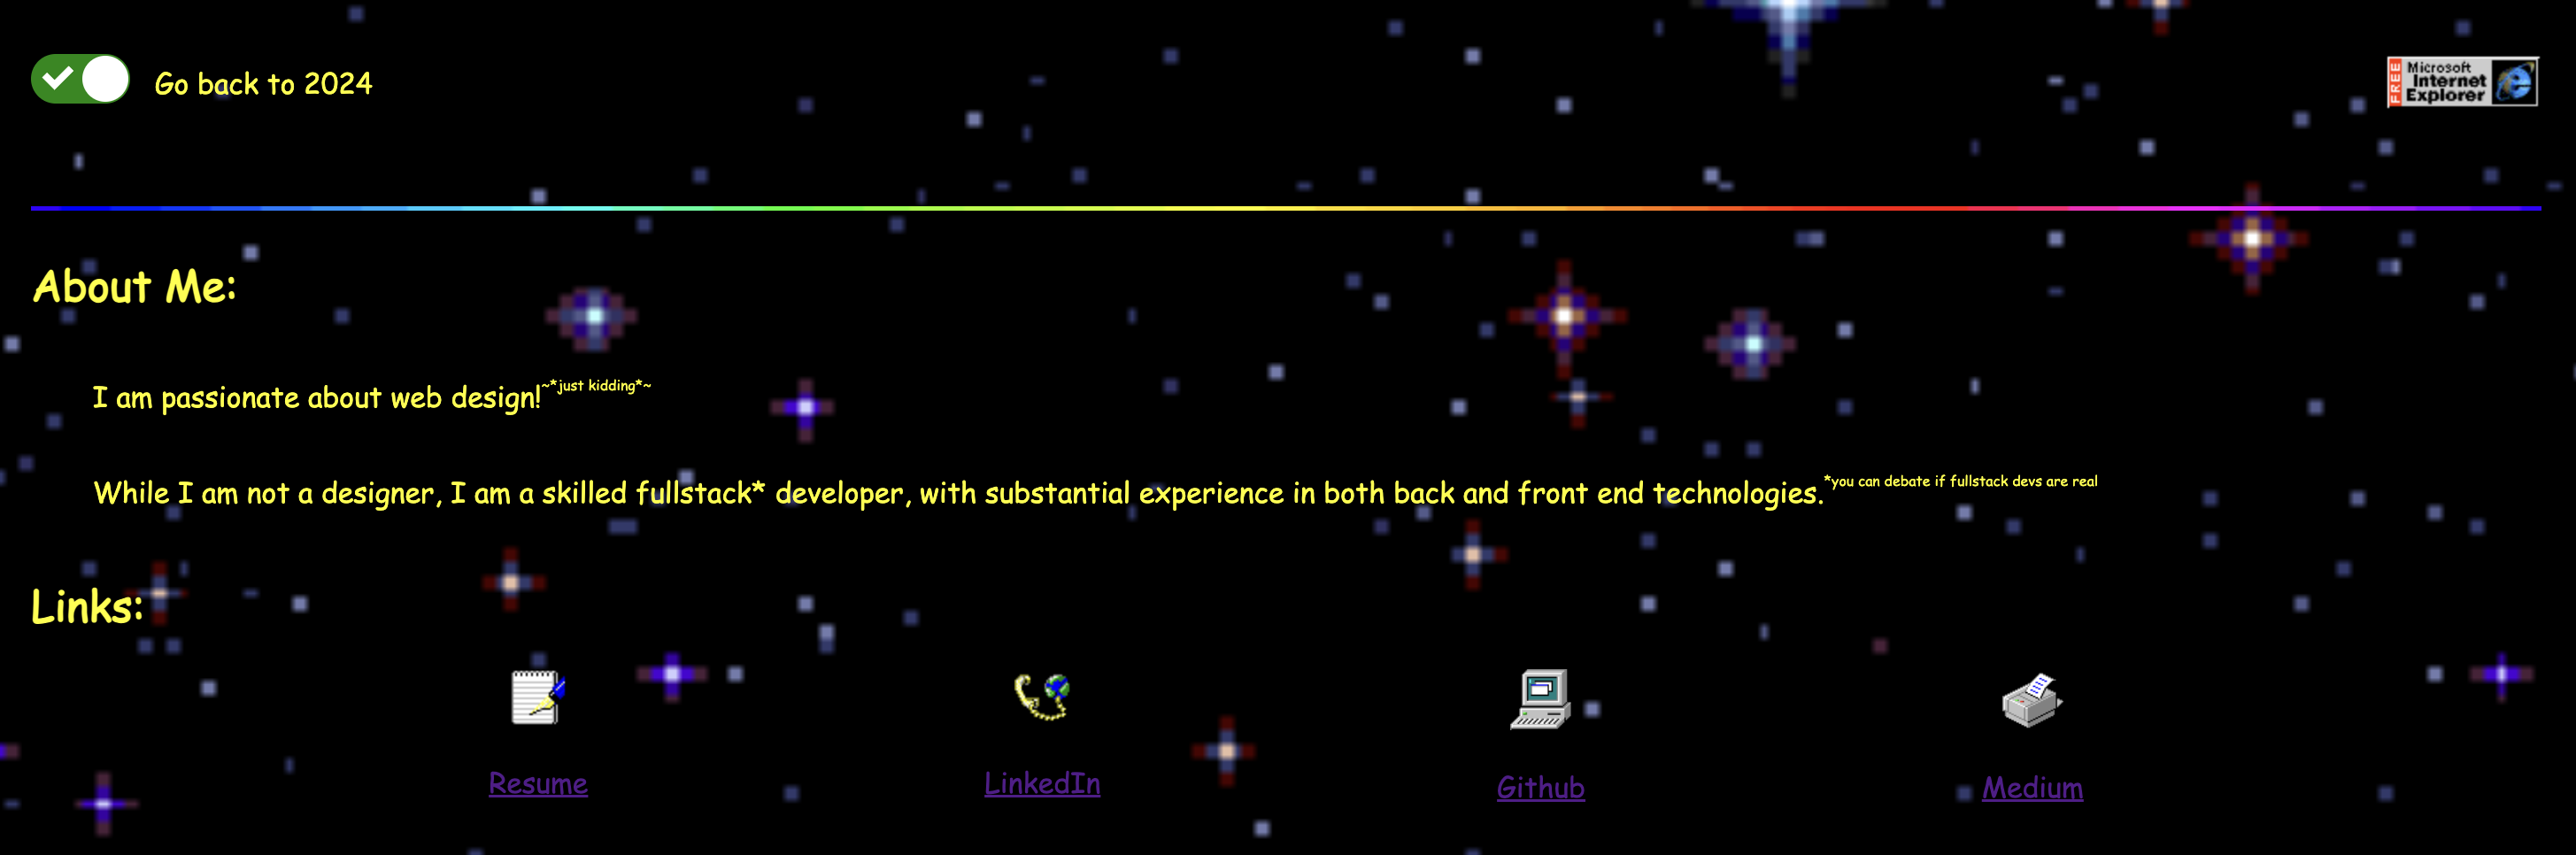 Go back to 2024
FREE
Microsoft
Internet
Explorer
About Me:
I am passionate about web design!~*just kidding*~
While I am not a designer, I am a skilled fullstack* developer, with substantial experience in both back and front end technologies.*you can debate if fullstack devs are real
Links:
Resume
LinkedIn
Github
Medium